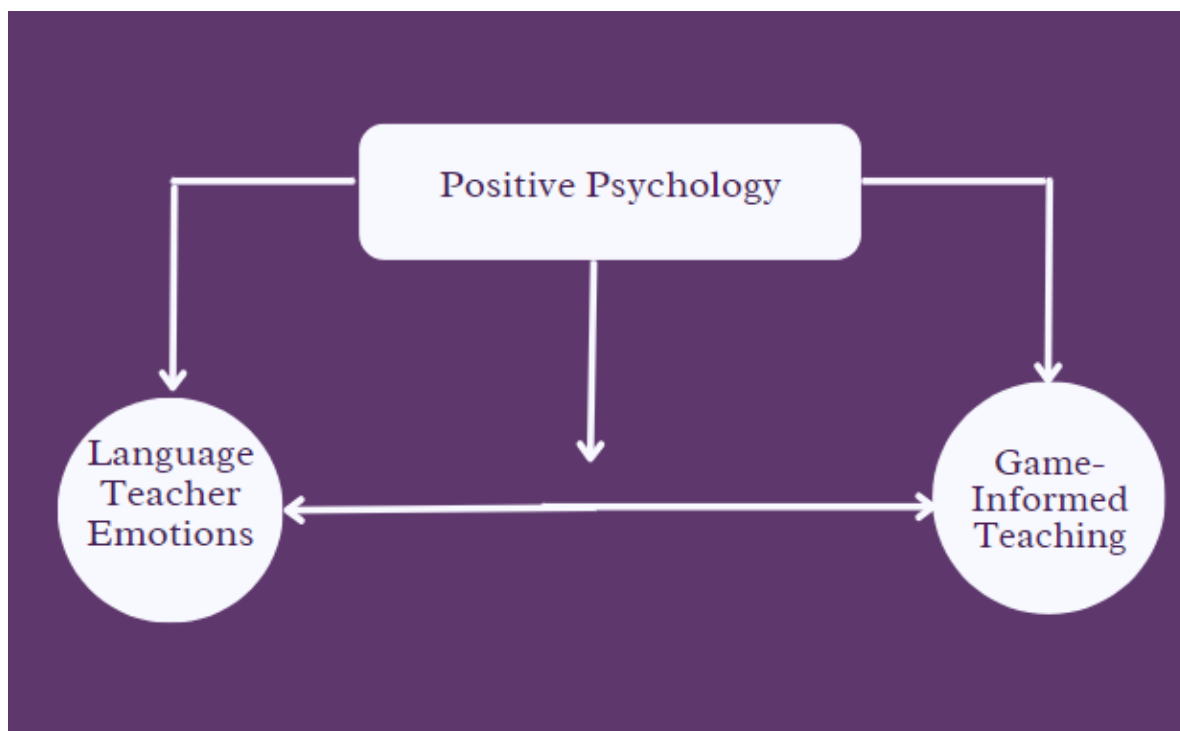 Positive Psychology
Language
Teacher
Emotions
Game-
Informed
Teaching